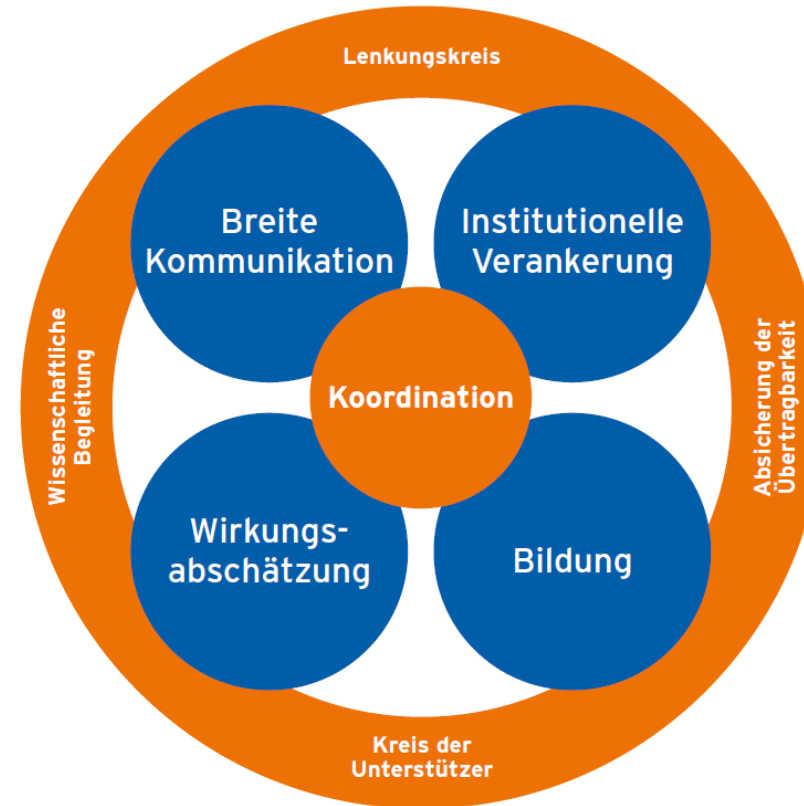 Lenkungskreis
Breite
Kommunikation
Institutionelle
Verankerung
Wissenschaftliche
Begleitung
Koordination
Absicherung der
Übertragbarkeit
Wirkungs-
abschätzung
Bildung
Kreis der
Unterstützer